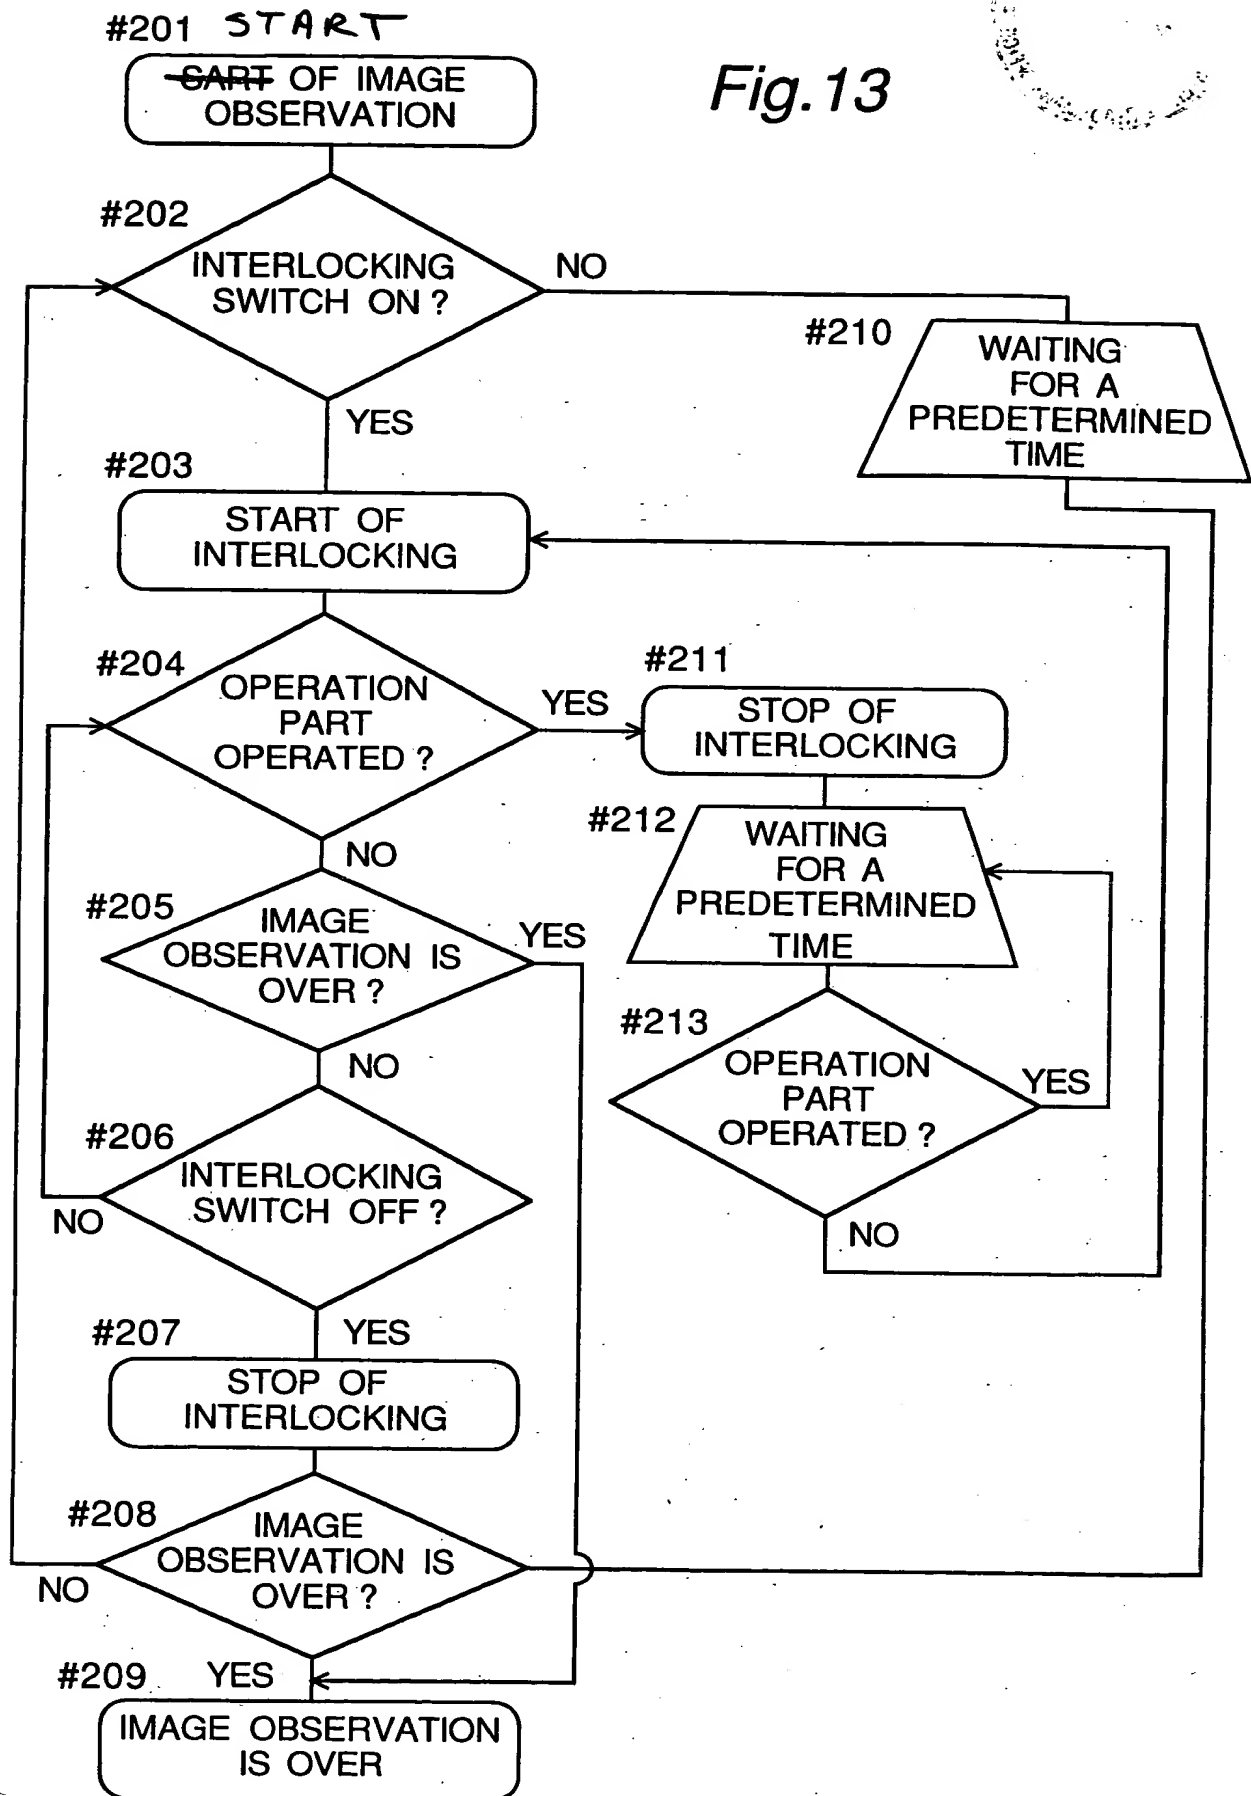 #201 START
SART OF IMAGE
OBSERVATION
Fig.13
#202
INTERLOCKING
SWITCH ON ?
NO
YES
#210
WAITING
FOR A
PREDETERMINED
TIME
#203
START OF
INTERLOCKING
#204
OPERATION
PART
OPERATED ?
YES
NO
#211
STOP OF
INTERLOCKING
#212
WAITING
FOR A
PREDETERMINED
TIME
#205
IMAGE
OBSERVATION IS
OVER ?
YES
NO
#213
OPERATION
PART
OPERATED ?
YES
NO
#206
INTERLOCKING
SWITCH OFF ?
NO
YES
#207
STOP OF
INTERLOCKING
#208
IMAGE
OBSERVATION IS
OVER ?
NO
YES
#209
IMAGE OBSERVATION
IS OVER